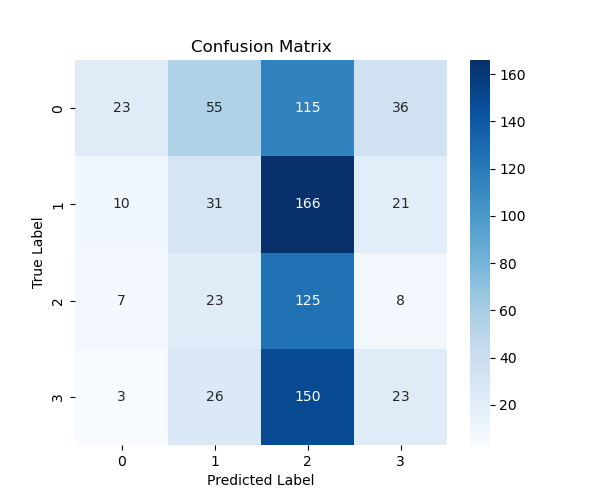 Confusion Matrix
0 23 55 115 36
1 10 31 166 21
2 7 23 125 8
3 3 26 150 23
0 1 2 3
True Label
Predicted Label
160
140
120
100
80
60
40
20